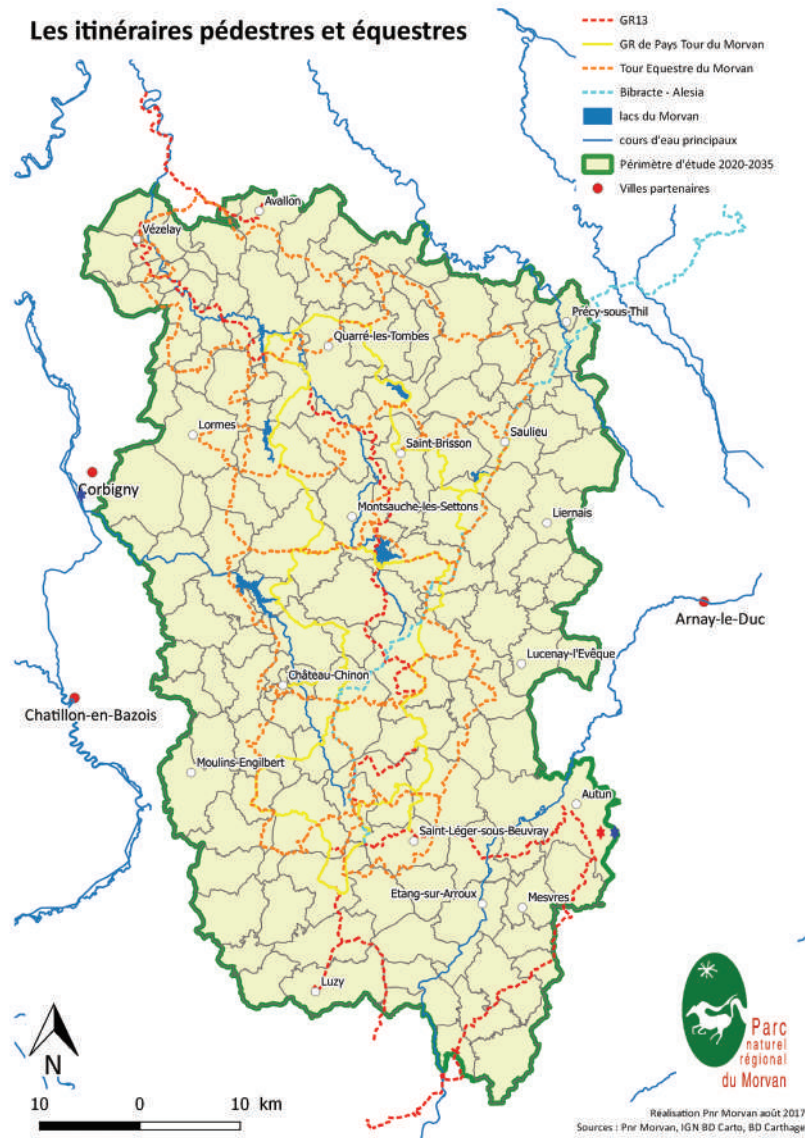 Les itinéraires pédestres et équestres
GR13
GR de Pays Tour du Morvan
Tour Equestre du Morvan
Bibracte - Alesia
lacs du Morvan
cours d'eau principaux
Périmètre d'étude 2020-2035
Villes partenaires
Avallon
Vézelay
Précy-sous-Thil
Quarré-les-Tombes
Lormes
Saulieu
Saint-Brisson
Corbigny
Montsauche-les-Settons
Liernais
Arnay-le-Duc
Lucenay-l'Evêque
Château-Chinon
Chatillon-en-Bazois
Moulins-Engilbert
Autun
Saint-Léger-sous-Beuvray
Etang-sur-Arroux
Mesvres
Luzy
N
10 0 10 km
Parc
naturel
régional
du Morvan
Réalisation Pnr Morvan août 2017
Sources : Pnr Morvan, IGN BD Carto, BD Carthage